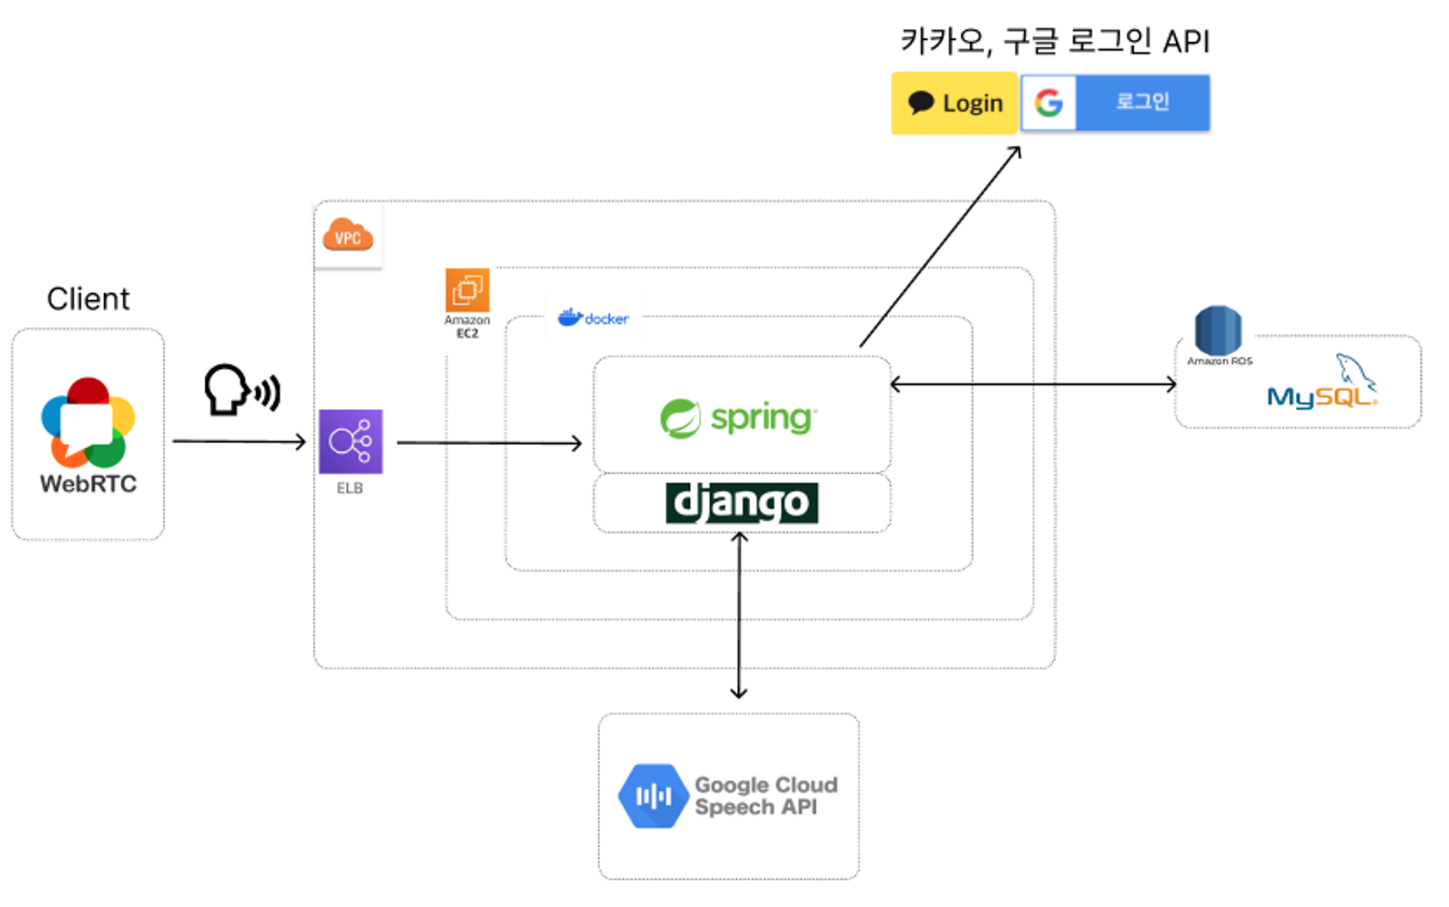 카카오, 구글 로그인 API
Login
로그인
VPC
Client
Amazon
EC2
docker
Amazon RDS
MySQL
spring
WebRTC
ELB
django
Google Cloud
Speech API